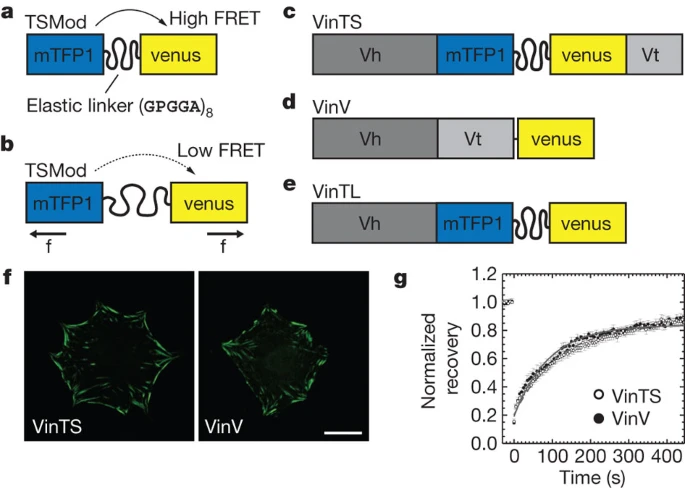 a
TSMod
High FRET
mTFP1
venus
Elastic linker (GPGGA)8
b
TSMod
Low FRET
mTFP1
venus
f
f
c
VinTS
Vh
mTFP1
venus
Vt
d
VinV
Vh
Vt
venus
e
VinTL
Vh
mTFP1
venus
f
VinTS
VinV
g
1.2
1.0
0.8
0.6
0.4
0.2
0.0
Normalized
recovery
VinTS
VinV
0 100 200 300 400
Time (s)